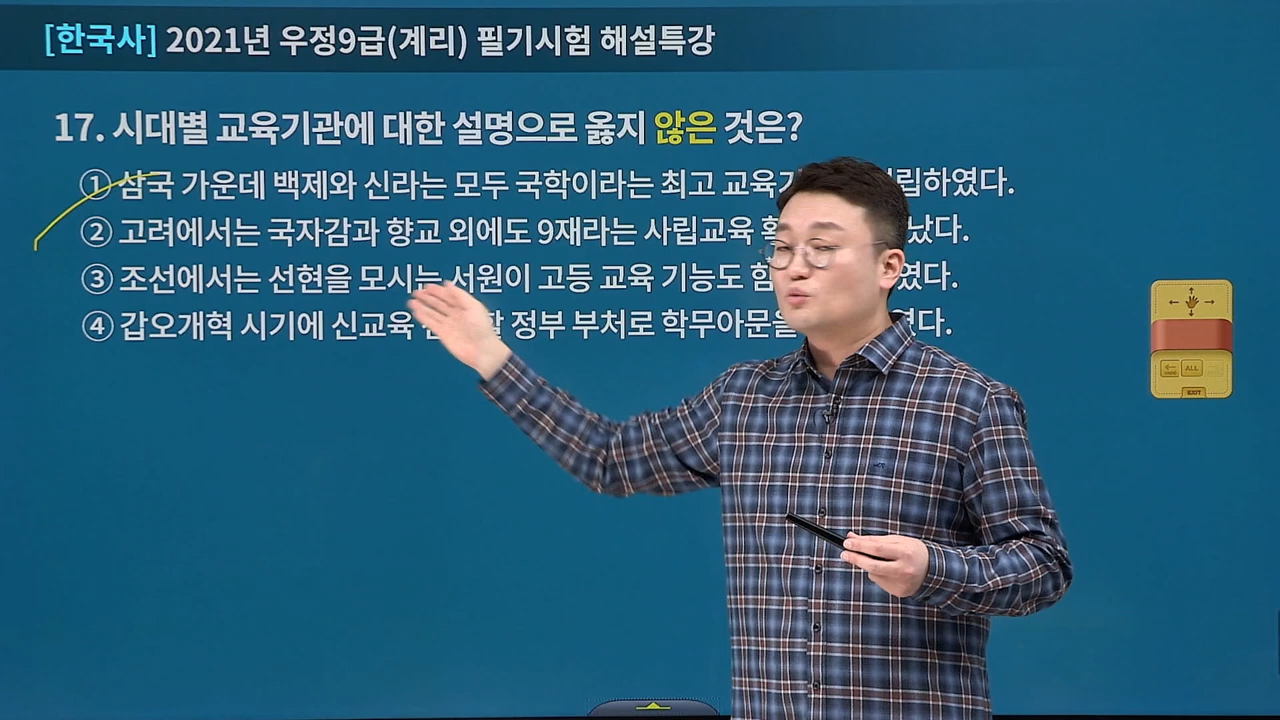 [한국사] 2021년 우정9급(계리) 필기시험 해설특강
17. 시대별 교육기관에 대한 설명으로 옳지 않은 것은?
① 삼국 가운데 백제와 신라는 모두 국학이라는 최고 교육 하였다.
② 고려에서는 국자감과 향교 외에도 9재라는 사립교육
③ 조선에서는 선현을 모시는 서원이 고등 교육 기능도
④ 갑오개혁 시기에 신교육 정부 부처로 학무아문을
ALL
EXIT